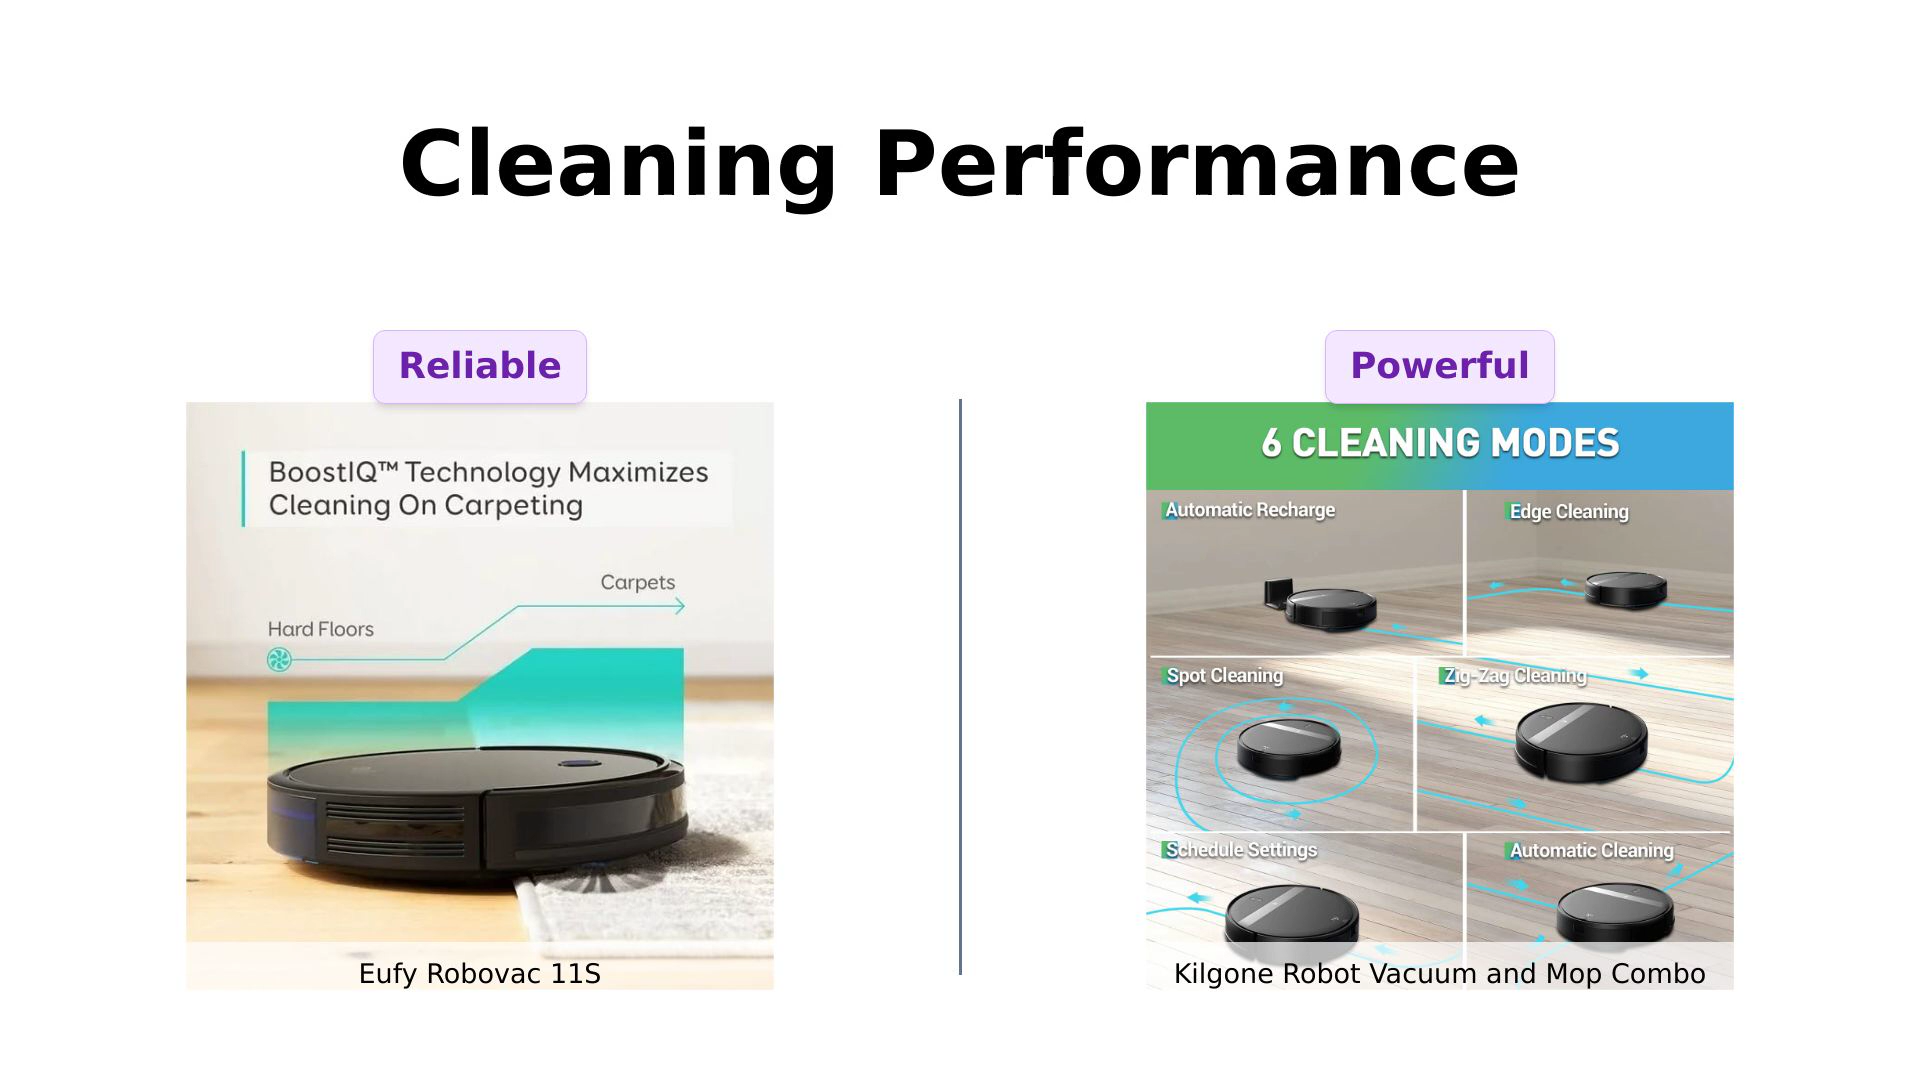 Cleaning Performance
Reliable
BoostIQ™ Technology Maximizes
Cleaning On Carpeting
Carpets
Hard Floors
Eufy Robovac 11S
Powerful
6 CLEANING MODES
Automatic Recharge
Edge Cleaning
Spot Cleaning
Zig-Zag Cleaning
Schedule Settings
Automatic Cleaning
Kilgone Robot Vacuum and Mop Combo